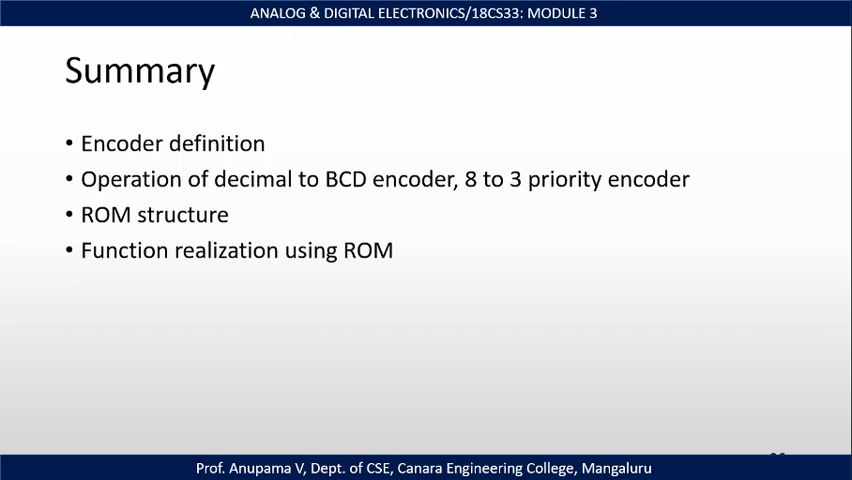 ANALOG & DIGITAL ELECTRONICS/18CS33: MODULE 3
Summary
• Encoder definition
• Operation of decimal to BCD encoder, 8 to 3 priority encoder
• ROM structure
• Function realization using ROM
Prof. Anupama V, Dept. of CSE, Canara Engineering College, Mangaluru